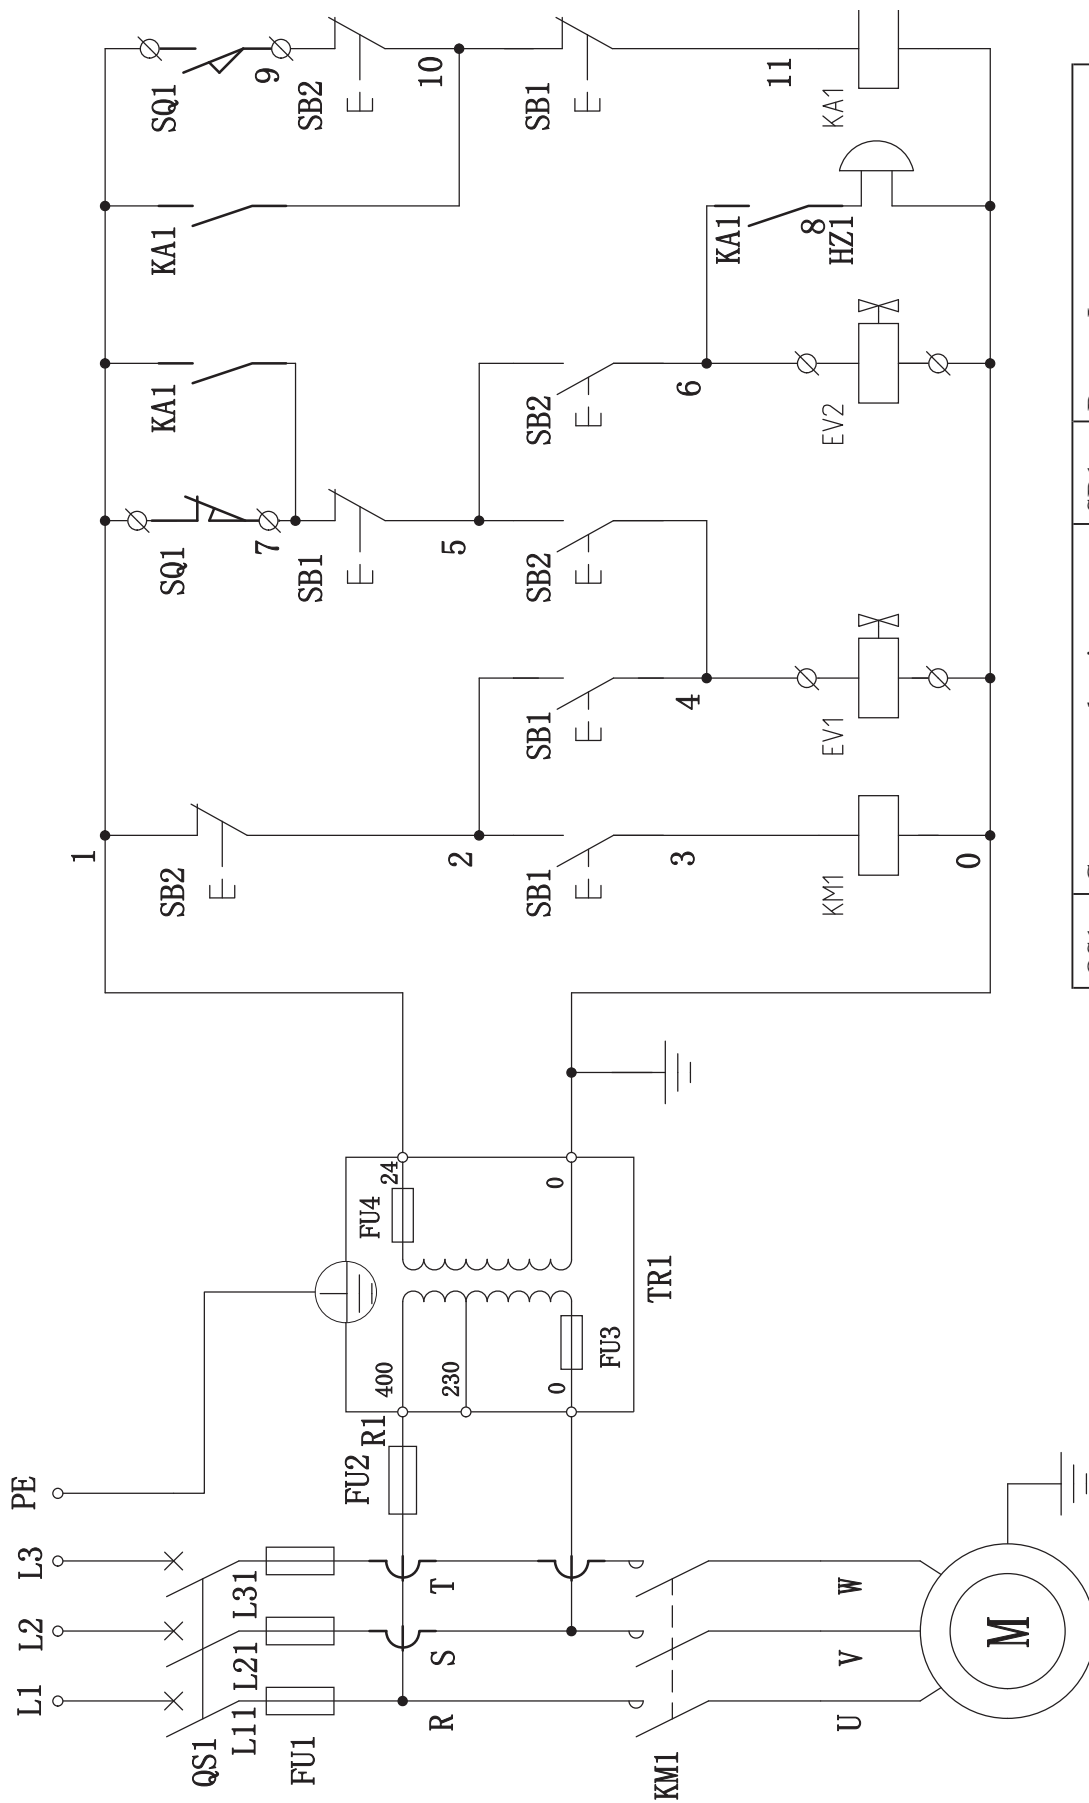 SQ1
9
SB2
10
SB1
11
KA1
KA1
KA1
8
HZ1
KA1
SQ1
7
SB1
5
SB2
6
EV2
SB2
SB1
4
EV1
1
SB2
2
SB1
3
KM1
0
24
FU4
0
TR1
400
230
0
FU3
R1
FU2
PE
L3
L2
L1
L31
L21
L11
QS1
FU1
T
S
R
KM1
W
V
U
M